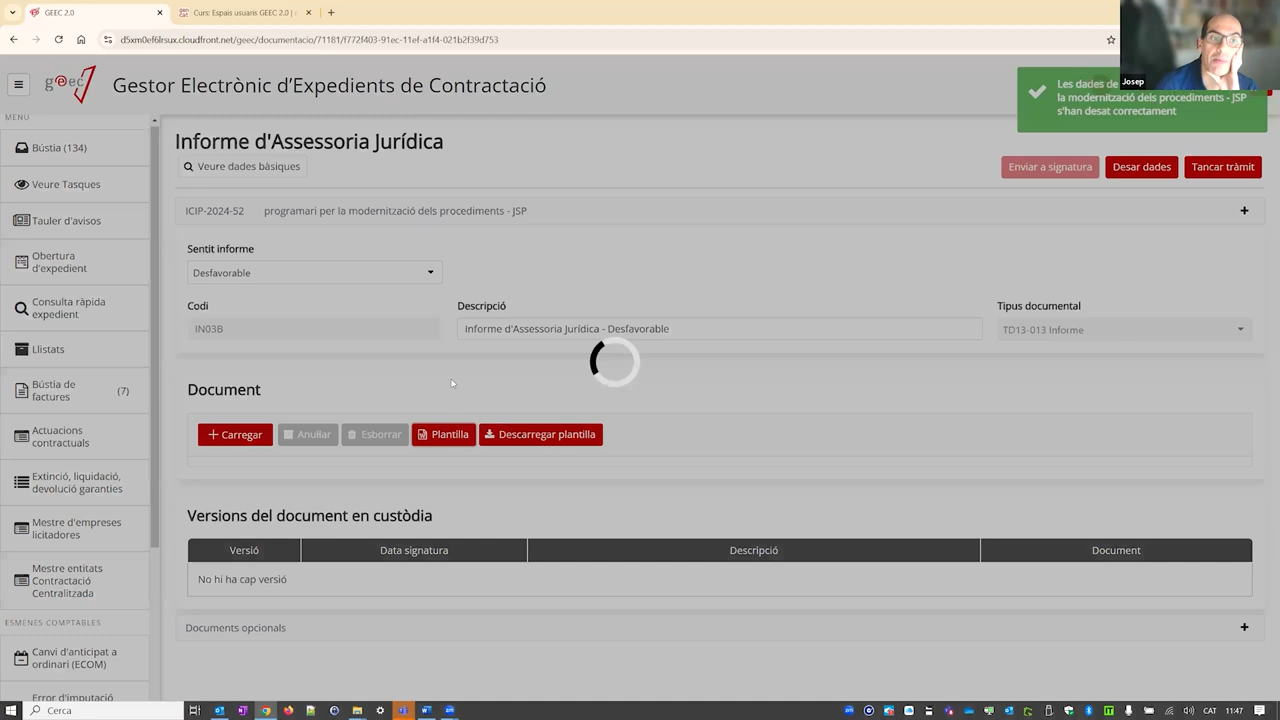 GEEC 2.0
Curs: Espais usuaris GEEC 2.0 |
d5xm0ef6lrsux.cloudfront.net/geec/documentacio/71181/f772f403-91ec-11ef-a1f4-021b2f39d753
Josep
geec
Gestor Electrònic d'Expedients de Contractació
Les dades de
la modernització dels procediments - JSP
s'han desat correctament
MENÚ
Bústia (134)
Veure Tasques
Tauler d'avisos
Obertura
d'expedient
Consulta ràpida
expedient
Llistats
Bústia de
factures
(7)
Actuacions
contractuals
Extinció, liquidació,
devolució garanties
Mestre d'empreses
licitadores
Mestre entitats
Contractació
Centralitzada
ESMENES COMPTABLES
Canvi d'anticipat a
ordinari (ECOM)
Error d'imputació
Informe d'Assessoria Jurídica
Veure dades bàsiques
Enviar a signatura
Desar dades
Tancar tràmit
ICIP-2024-52 programari per la modernització dels procediments - JSP
Sentit informe
Desfavorable
Codi
Descripció
Tipus documental
IN03B
Informe d'Assessoria Jurídica - Desfavorable
TD13-013 Informe
Document
Carregar
Anul·lar
Esborrar
Plantilla
Descarregar plantilla
Versions del document en custòdia
Versió
Data signatura
Descripció
Document
No hi ha cap versió
Documents opcionals
Cerca
CAT
11:47